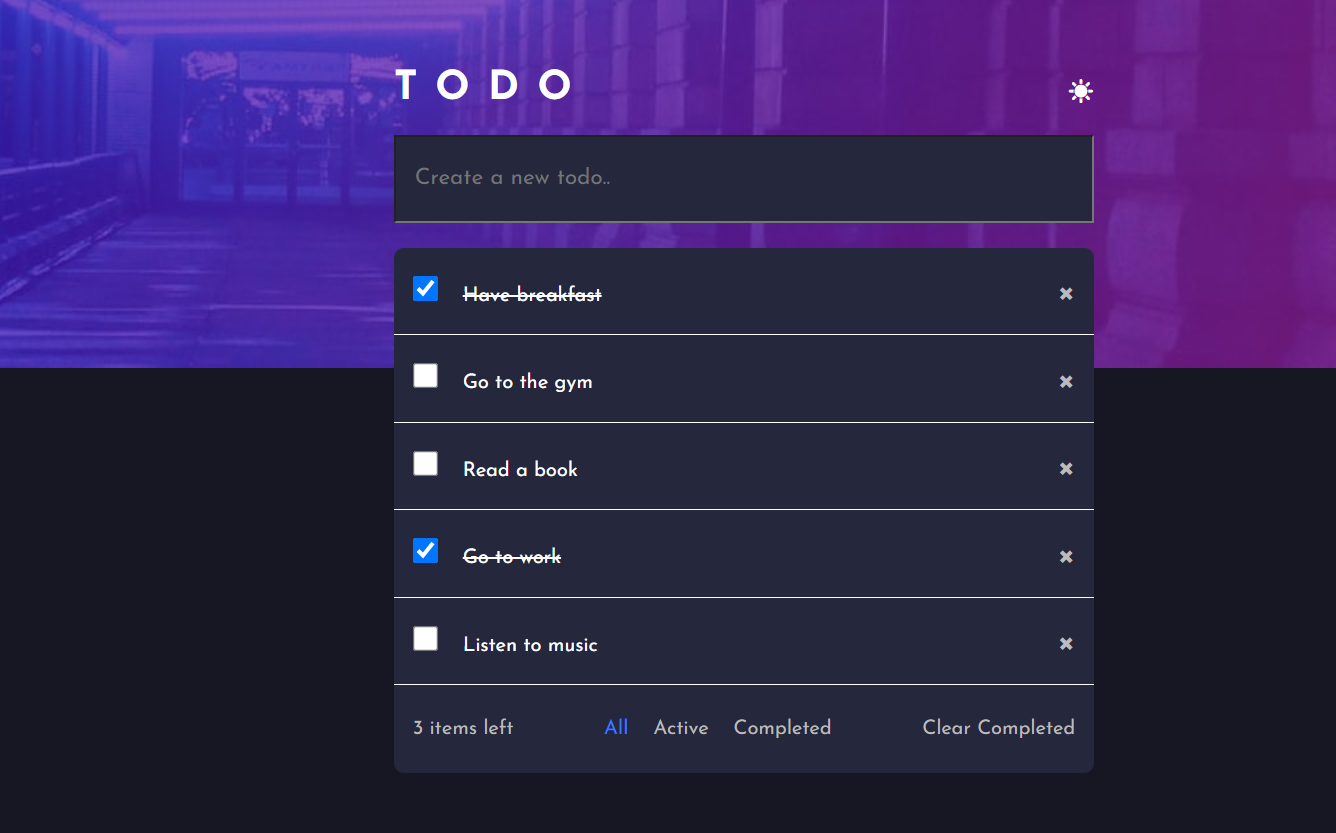 TODO
Create a new todo..
Have breakfast
Go to the gym
Read a book
Go to work
Listen to music
3 items left All Active Completed Clear Completed